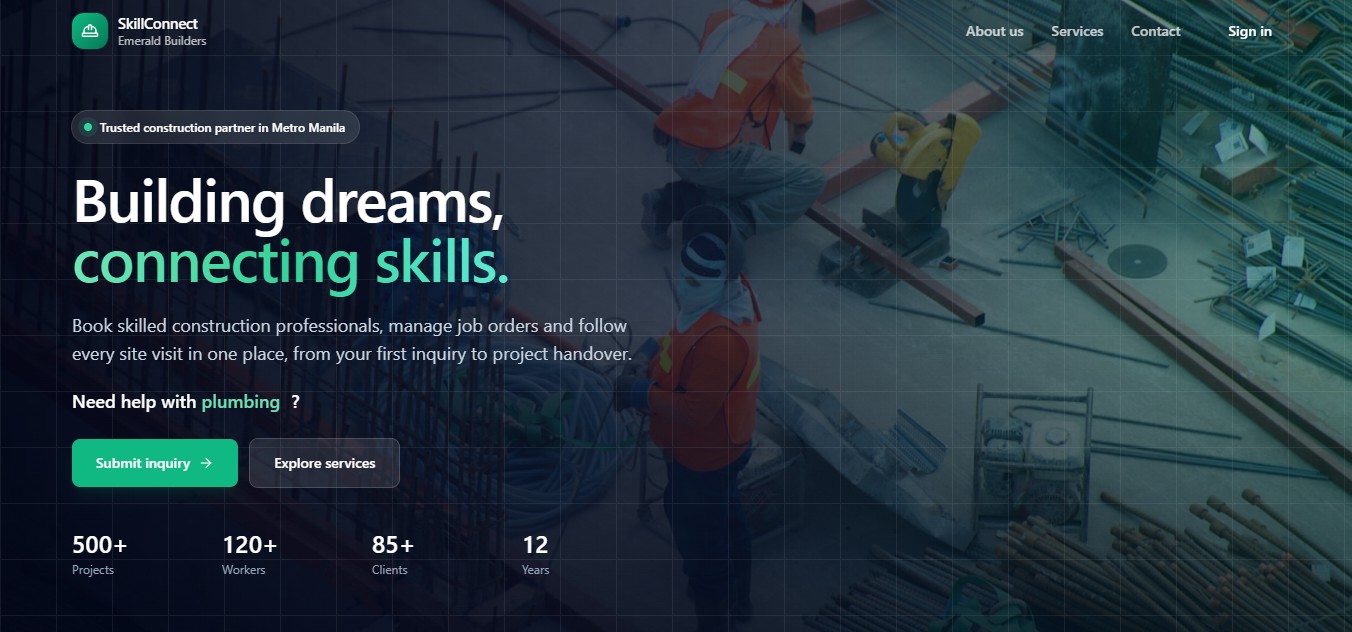 SkillConnect
Emerald Builders
About us
Services
Contact
Sign in
Trusted construction partner in Metro Manila
Building dreams,
connecting skills.
Book skilled construction professionals, manage job orders and follow
every site visit in one place, from your first inquiry to project handover.
Need help with plumbing ?
Submit inquiry →
Explore services
500+
Projects
120+
Workers
85+
Clients
12
Years